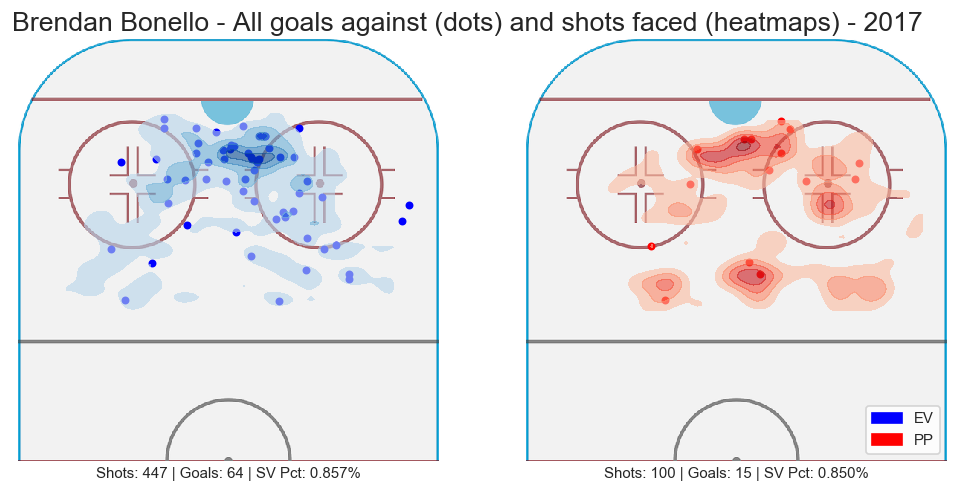 Brendan Bonello - All goals against (dots) and shots faced (heatmaps) - 2017
EV
PP
Shots: 447 | Goals: 64 | SV Pct: 0.857%
Shots: 100 | Goals: 15 | SV Pct: 0.850%